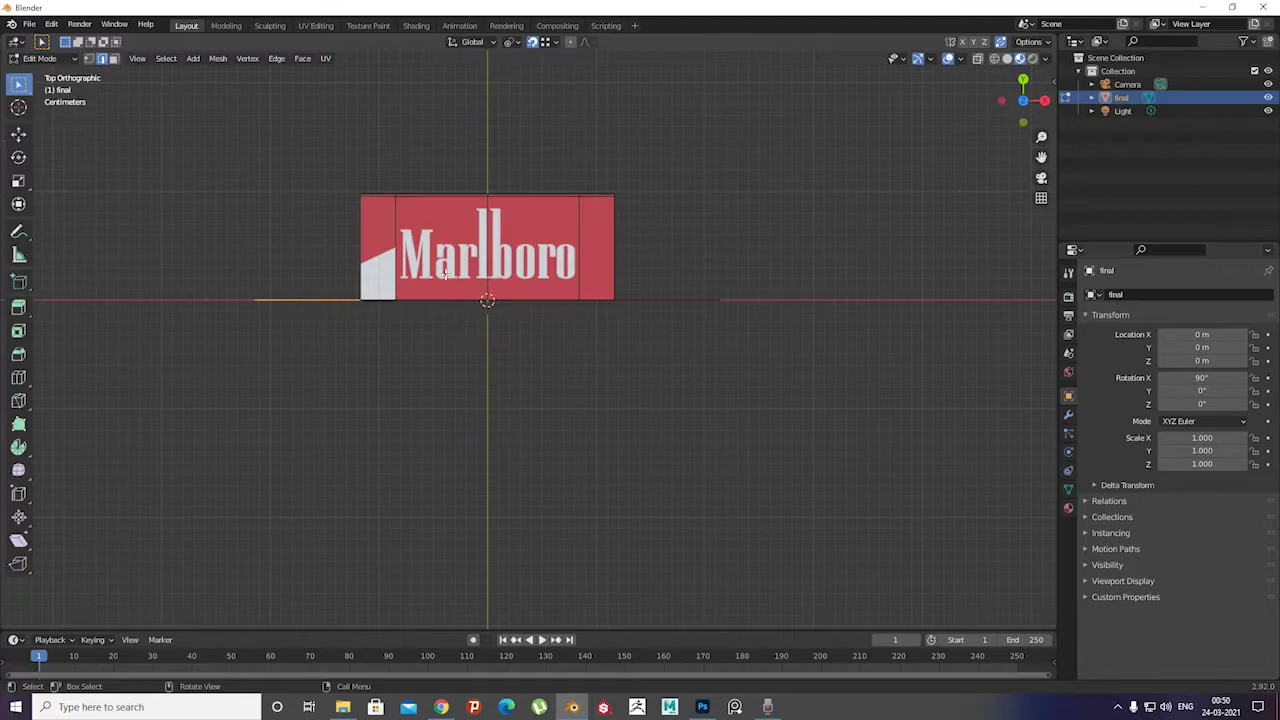 Blender
File Edit Render Window Help Layout Modeling Sculpting UV Editing Texture Paint Shading Animation Rendering Compositing Scripting + Scene View Layer
Global X Y Z Options
Edit Mode View Select Add Mesh Vertex Edge Face UV
Top Orthographic
(1) final
Centimeters
Marlboro
Y
Z
X
Scene Collection
Collection
Camera
final
Light
final
final
Transform
Location X 0 m
Y 0 m
Z 0 m
Rotation X 90°
Y 0°
Z 0°
Mode XYZ Euler
Scale X 1.000
Y 1.000
Z 1.000
Delta Transform
Relations
Collections
Instancing
Motion Paths
Visibility
Viewport Display
Custom Properties
Playback Keying View Marker 1 Start 1 End 250
1 10 20 30 40 50 60 70 80 90 100 110 120 130 140 150 160 170 180 190 200 210 220 230 240 250
Select Box Select Rotate View Call Menu 2.92.0
Type here to search ENG 00:50
24-03-2021